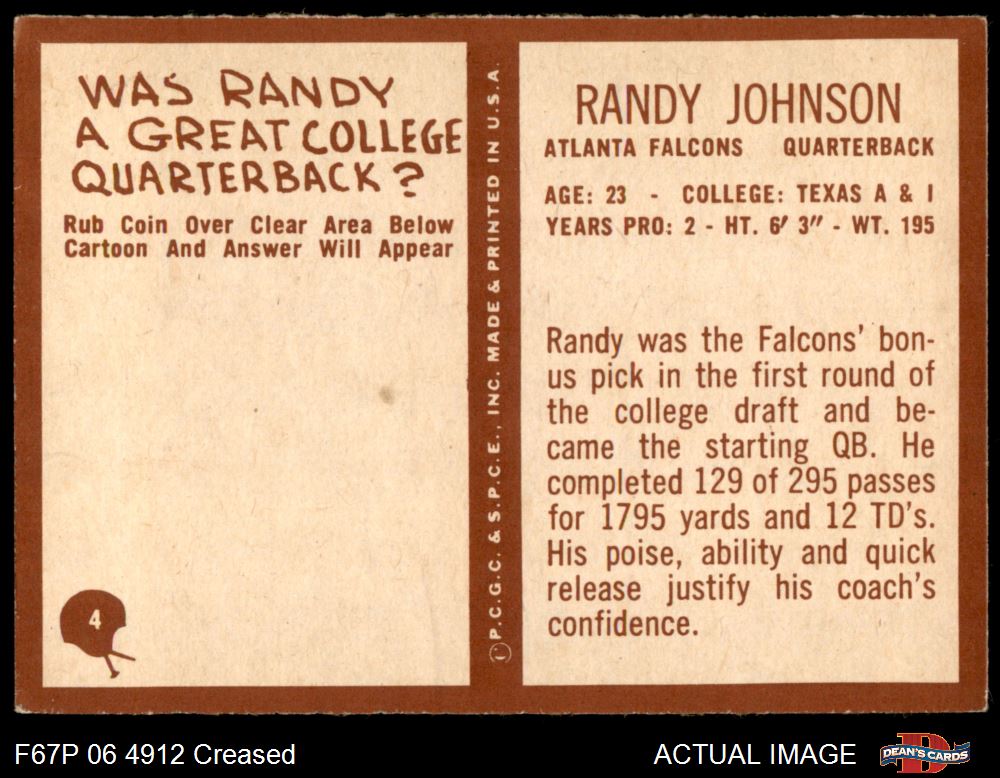 WAS RANDY
A GREAT COLLEGE
QUARTERBACK?
Rub Coin Over Clear Area Below
Cartoon And Answer Will Appear
4
© P.C.G.C. & S.P.C.E., INC. MADE & PRINTED IN U.S.A.
RANDY JOHNSON
ATLANTA FALCONS QUARTERBACK
AGE: 23 - COLLEGE: TEXAS A & I
YEARS PRO: 2 - HT. 6' 3" - WT. 195
Randy was the Falcons' bon-
us pick in the first round of
the college draft and be-
came the starting QB. He
completed 129 of 295 passes
for 1795 yards and 12 TD's.
His poise, ability and quick
release justify his coach's
confidence.
F67P 06 4912 Creased
ACTUAL IMAGE
DEAN'S CARDS